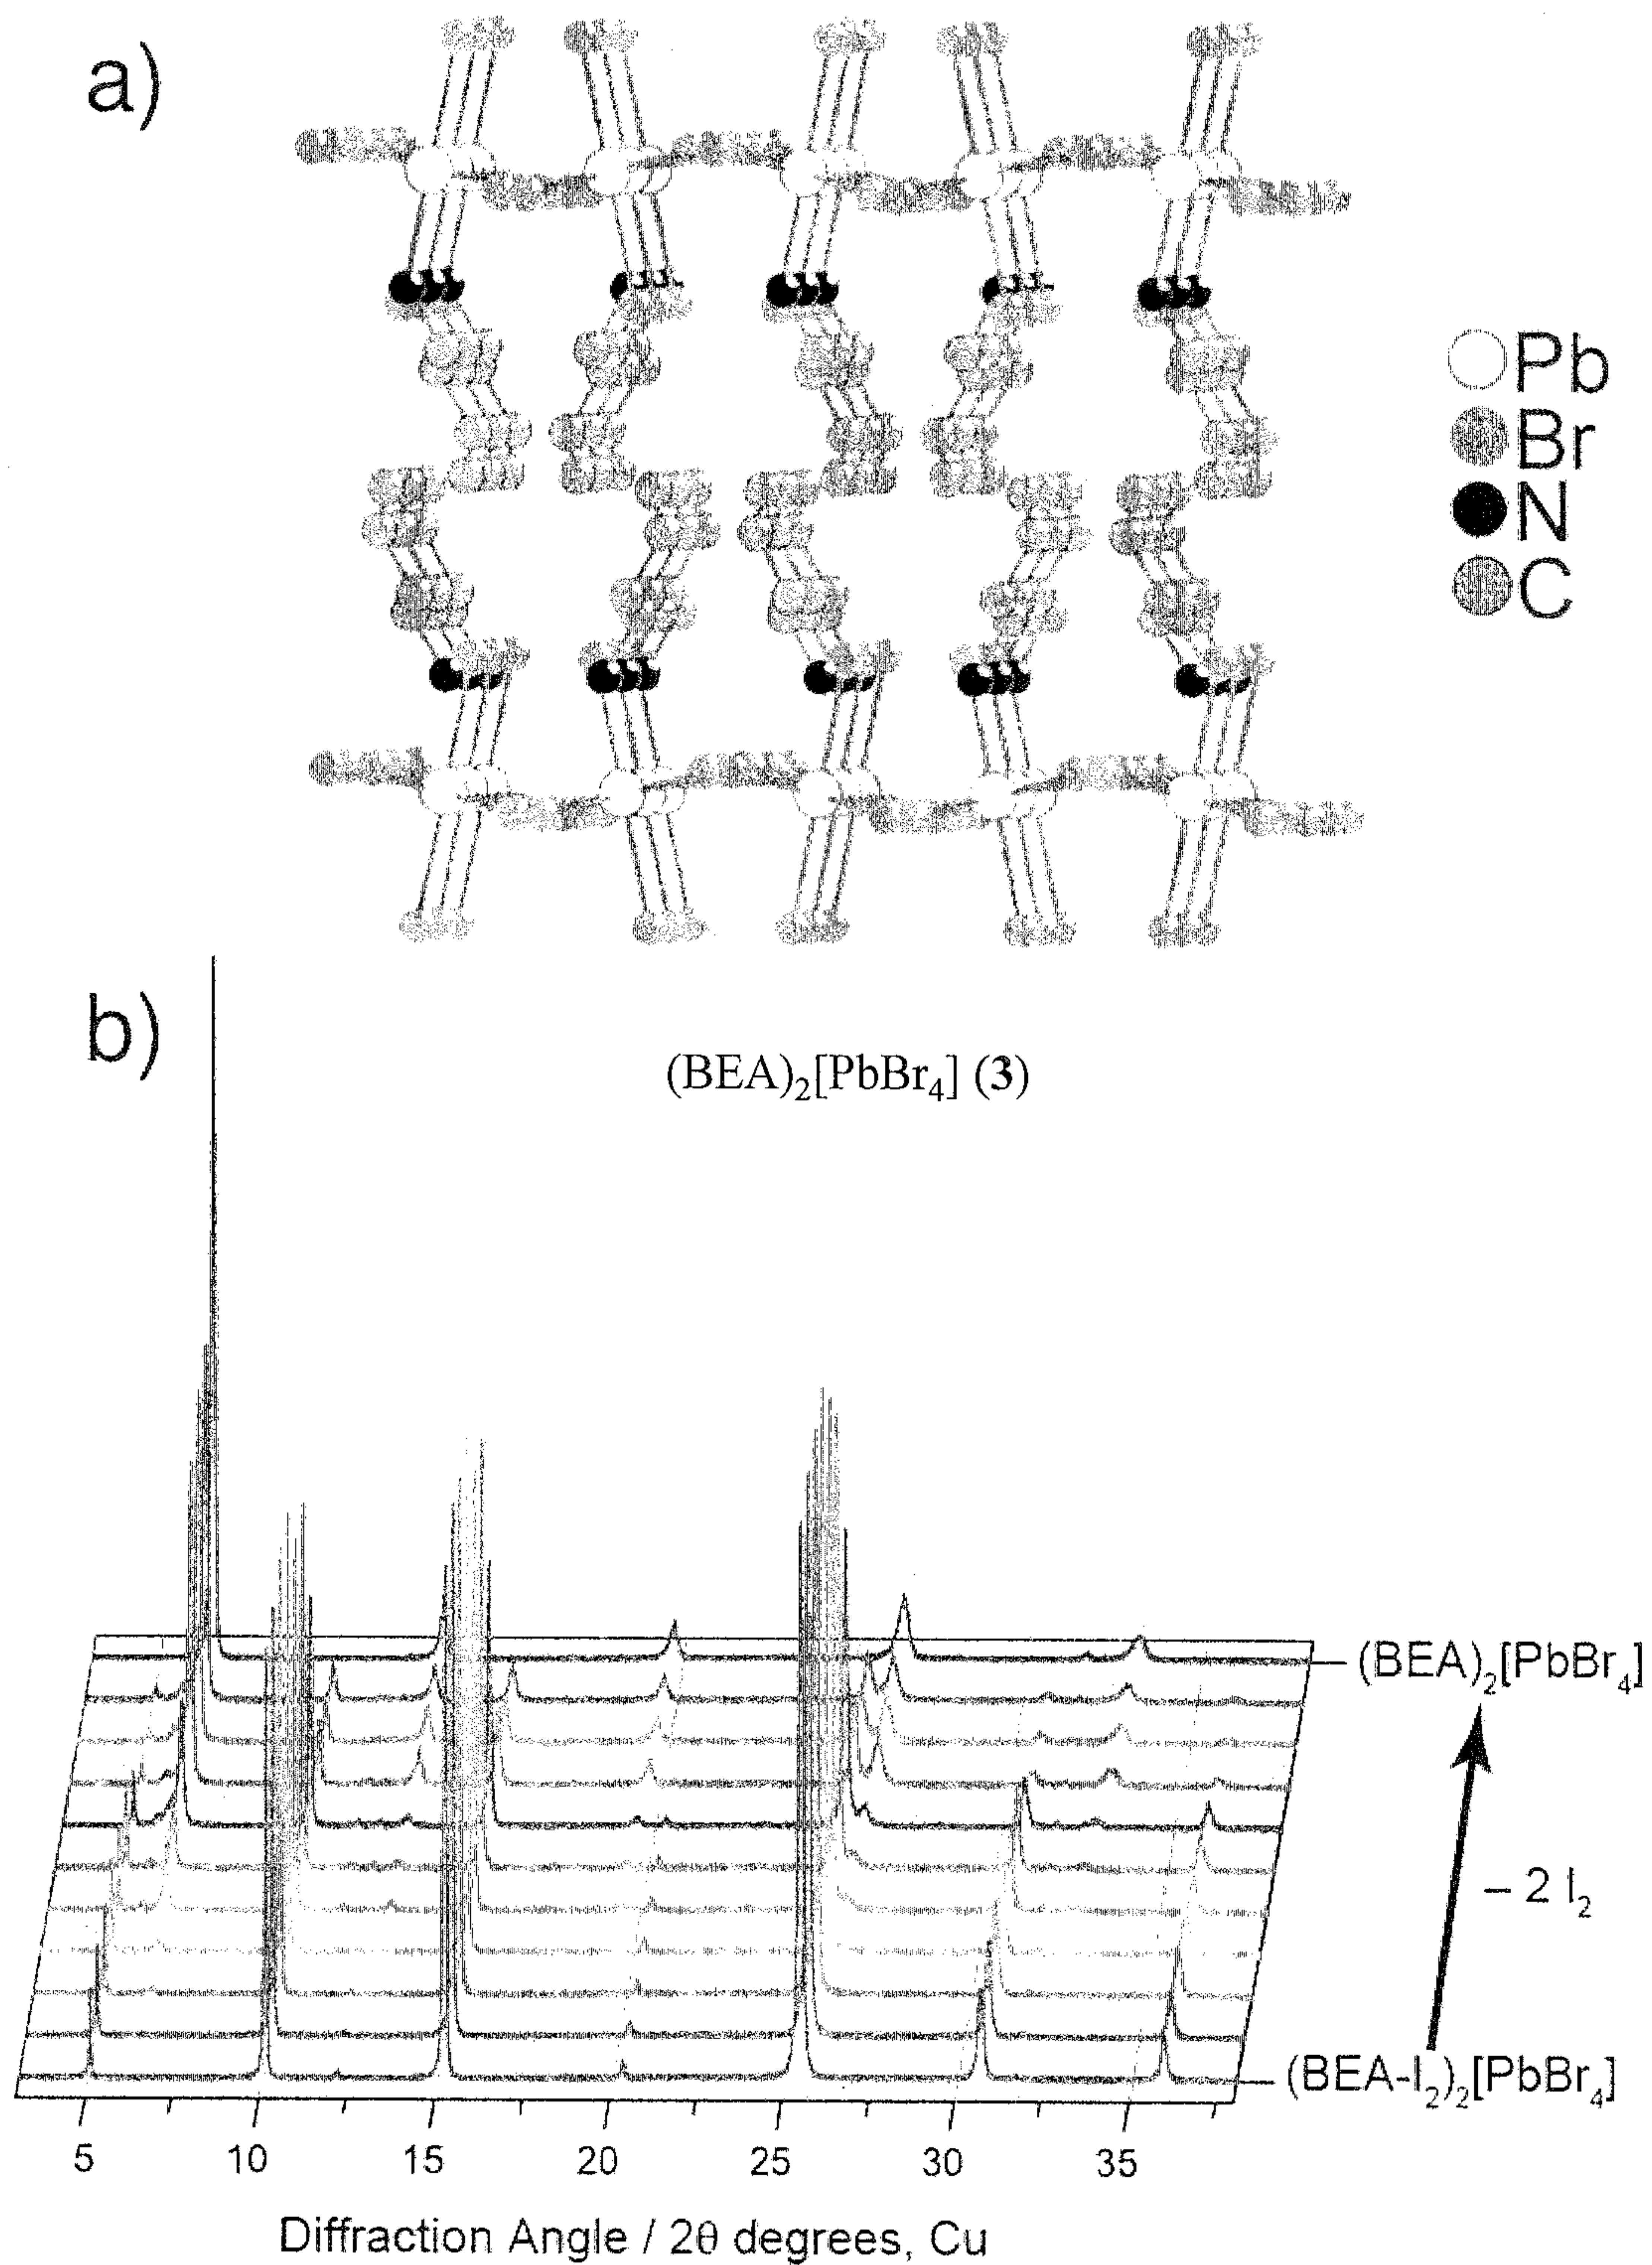 a)
Pb
Br
N
C
b)
(BEA)2[PbBr4] (3)
(BEA)2[PbBr4]
– 2 I2
(BEA-I2)2[PbBr4]
5 10 15 20 25 30 35
Diffraction Angle / 2θ degrees, Cu